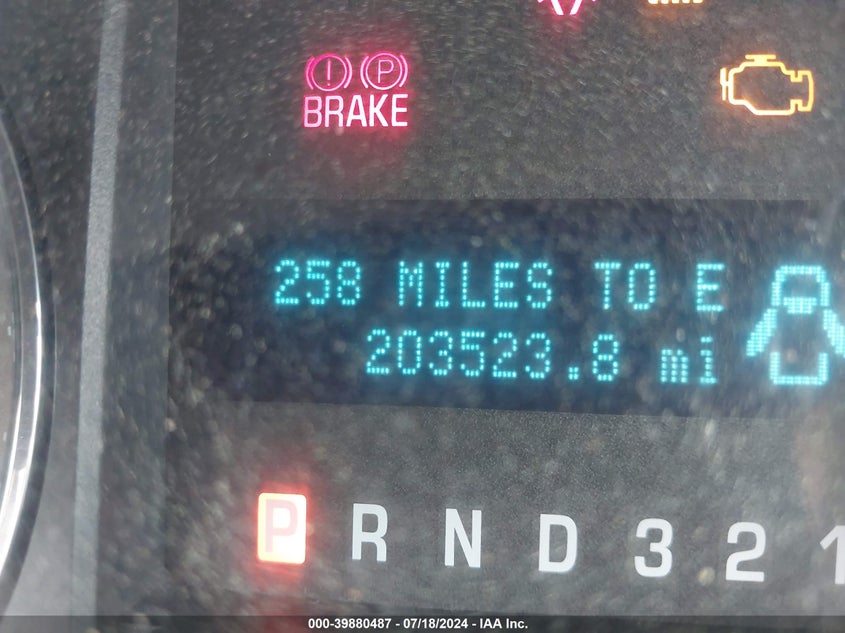 (!) (P)
BRAKE
258 MILES TO E
203523.8 mi
P R N D 3 2 1
000-39880487 - 07/18/2024 - IAA Inc.